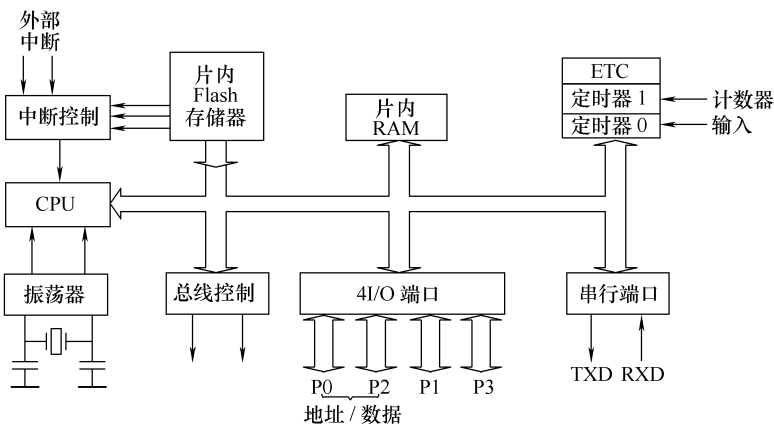 外部
中断
片内
Flash
存储器
中断控制
片内
RAM
ETC
定时器 1
定时器 0
计数器
输入
CPU
振荡器
总线控制
4I/O 端口
串行端口
P0
P2
P1
P3
TXD
RXD
地址 / 数据